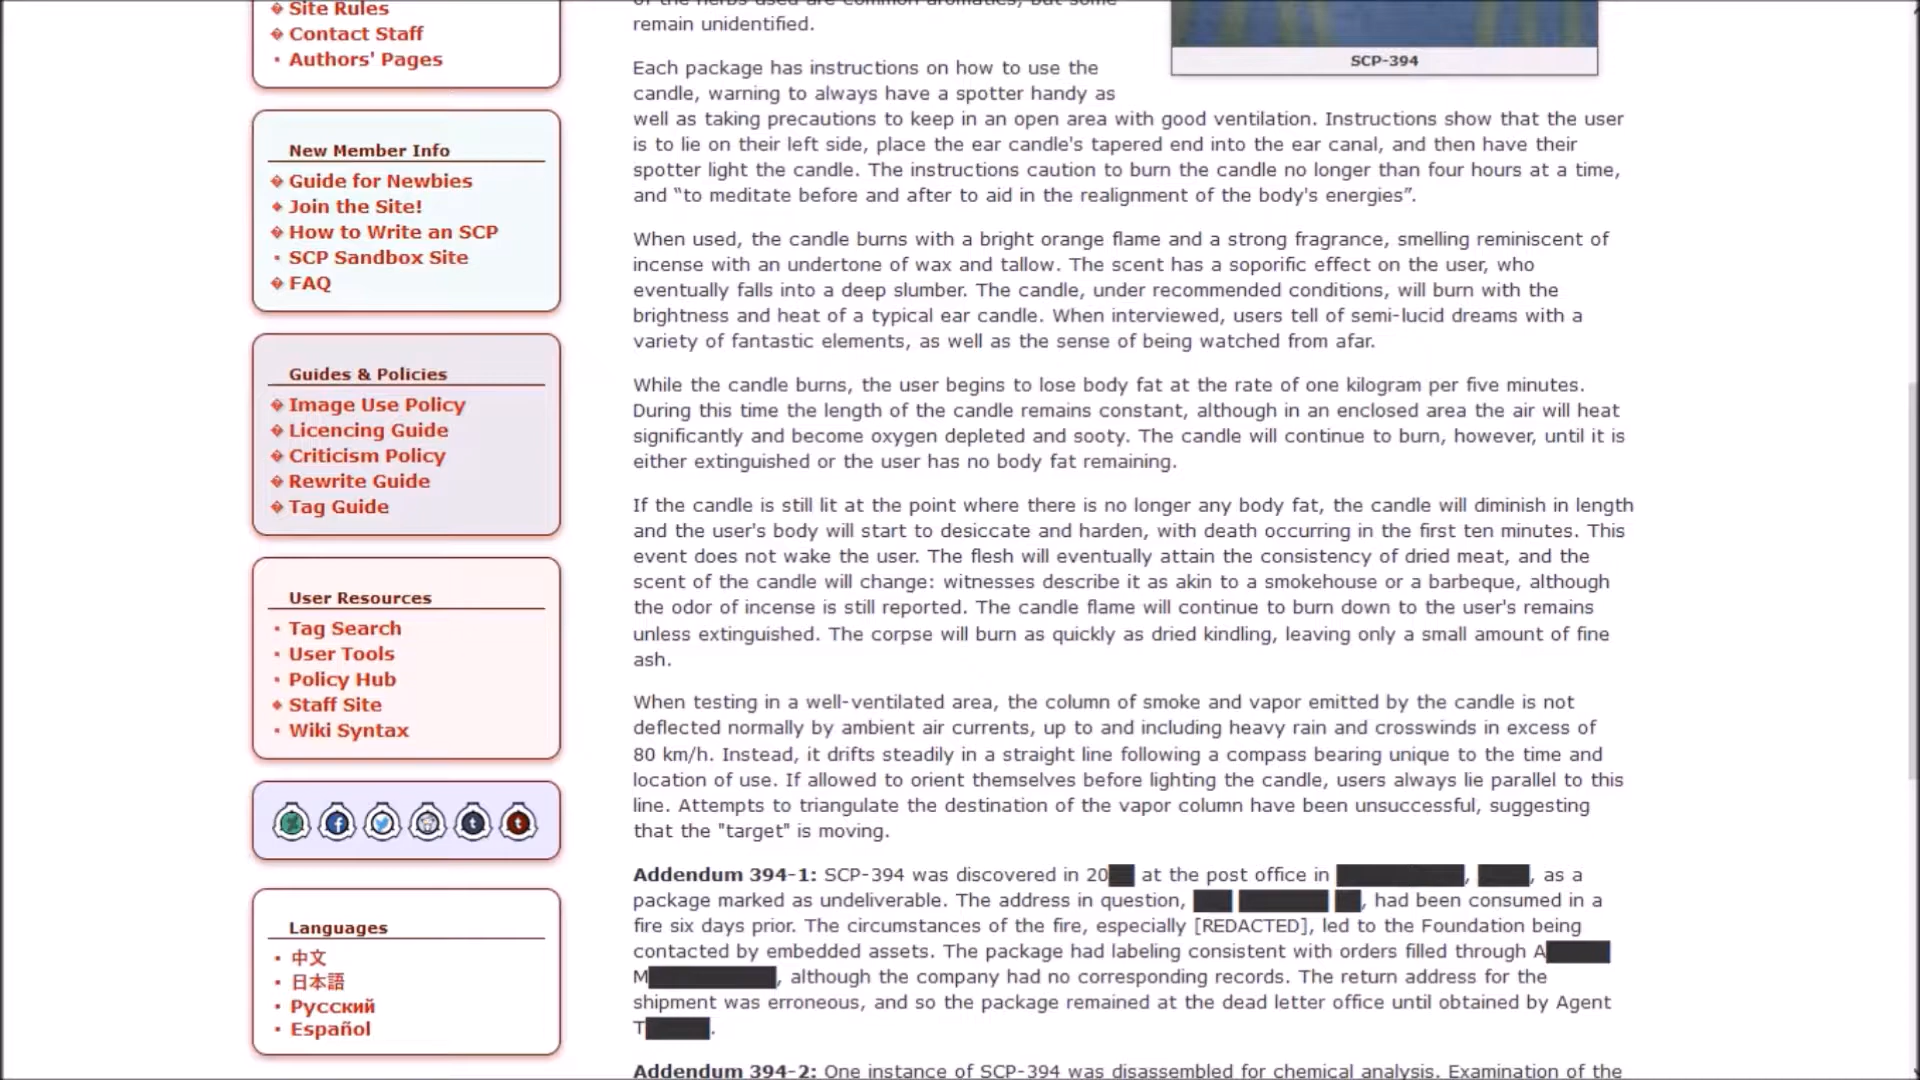 Site Rules
Contact Staff
Authors' Pages
New Member Info
Guide for Newbies
Join the Site!
How to Write an SCP
SCP Sandbox Site
FAQ
Guides & Policies
Image Use Policy
Licencing Guide
Criticism Policy
Rewrite Guide
Tag Guide
User Resources
Tag Search
User Tools
Policy Hub
Staff Site
Wiki Syntax
Languages
中文
日本語
Русский
Español
of the herbs used are common aromatics, but some
remain unidentified.
SCP-394
Each package has instructions on how to use the
candle, warning to always have a spotter handy as
well as taking precautions to keep in an open area with good ventilation. Instructions show that the user
is to lie on their left side, place the ear candle's tapered end into the ear canal, and then have their
spotter light the candle. The instructions caution to burn the candle no longer than four hours at a time,
and “to meditate before and after to aid in the realignment of the body's energies”.
When used, the candle burns with a bright orange flame and a strong fragrance, smelling reminiscent of
incense with an undertone of wax and tallow. The scent has a soporific effect on the user, who
eventually falls into a deep slumber. The candle, under recommended conditions, will burn with the
brightness and heat of a typical ear candle. When interviewed, users tell of semi-lucid dreams with a
variety of fantastic elements, as well as the sense of being watched from afar.
While the candle burns, the user begins to lose body fat at the rate of one kilogram per five minutes.
During this time the length of the candle remains constant, although in an enclosed area the air will heat
significantly and become oxygen depleted and sooty. The candle will continue to burn, however, until it is
either extinguished or the user has no body fat remaining.
If the candle is still lit at the point where there is no longer any body fat, the candle will diminish in length
and the user's body will start to desiccate and harden, with death occurring in the first ten minutes. This
event does not wake the user. The flesh will eventually attain the consistency of dried meat, and the
scent of the candle will change: witnesses describe it as akin to a smokehouse or a barbeque, although
the odor of incense is still reported. The candle flame will continue to burn down to the user's remains
unless extinguished. The corpse will burn as quickly as dried kindling, leaving only a small amount of fine
ash.
When testing in a well-ventilated area, the column of smoke and vapor emitted by the candle is not
deflected normally by ambient air currents, up to and including heavy rain and crosswinds in excess of
80 km/h. Instead, it drifts steadily in a straight line following a compass bearing unique to the time and
location of use. If allowed to orient themselves before lighting the candle, users always lie parallel to this
line. Attempts to triangulate the destination of the vapor column have been unsuccessful, suggesting
that the "target" is moving.
Addendum 394-1: SCP-394 was discovered in 20██ at the post office in ██████████, ████, as a
package marked as undeliverable. The address in question, ███ ███████ ██, had been consumed in a
fire six days prior. The circumstances of the fire, especially [REDACTED], led to the Foundation being
contacted by embedded assets. The package had labeling consistent with orders filled through A█████
M██████████, although the company had no corresponding records. The return address for the
shipment was erroneous, and so the package remained at the dead letter office until obtained by Agent
T█████.
Addendum 394-2: One instance of SCP-394 was disassembled for chemical analysis. Examination of the